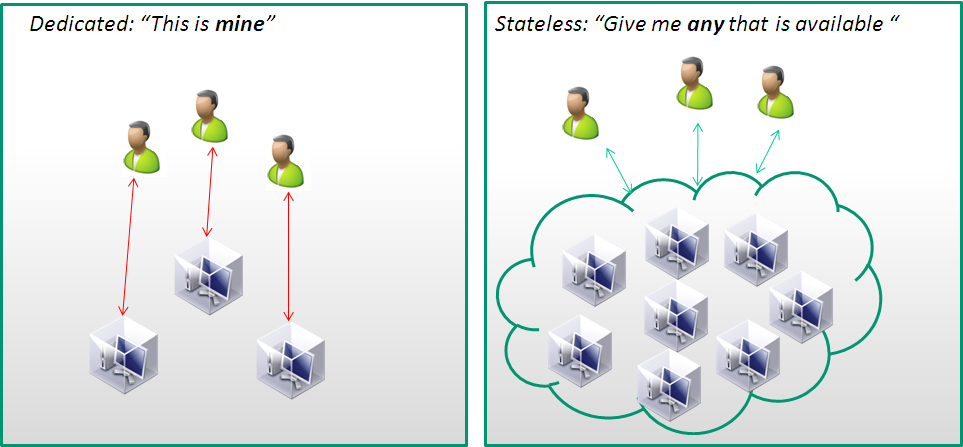 Dedicated: “This is mine”
Stateless: “Give me any that is available “